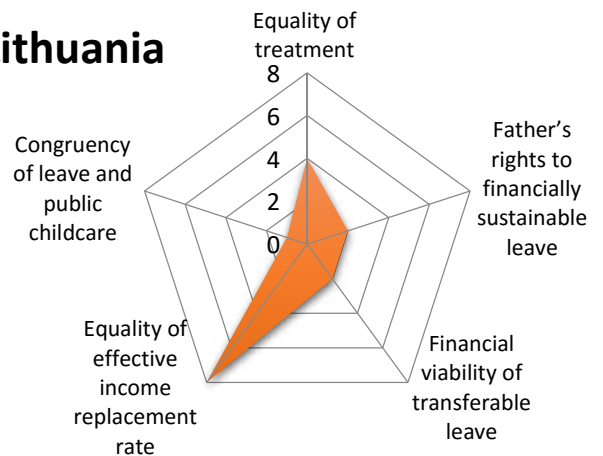 ithuania
Equality of
treatment
8
6
4
2
0
Father's
rights to
financially
sustainable
leave
Financial
viability of
transferable
leave
Equality of
effective
income
replacement
rate
Congruency
of leave and
public
childcare